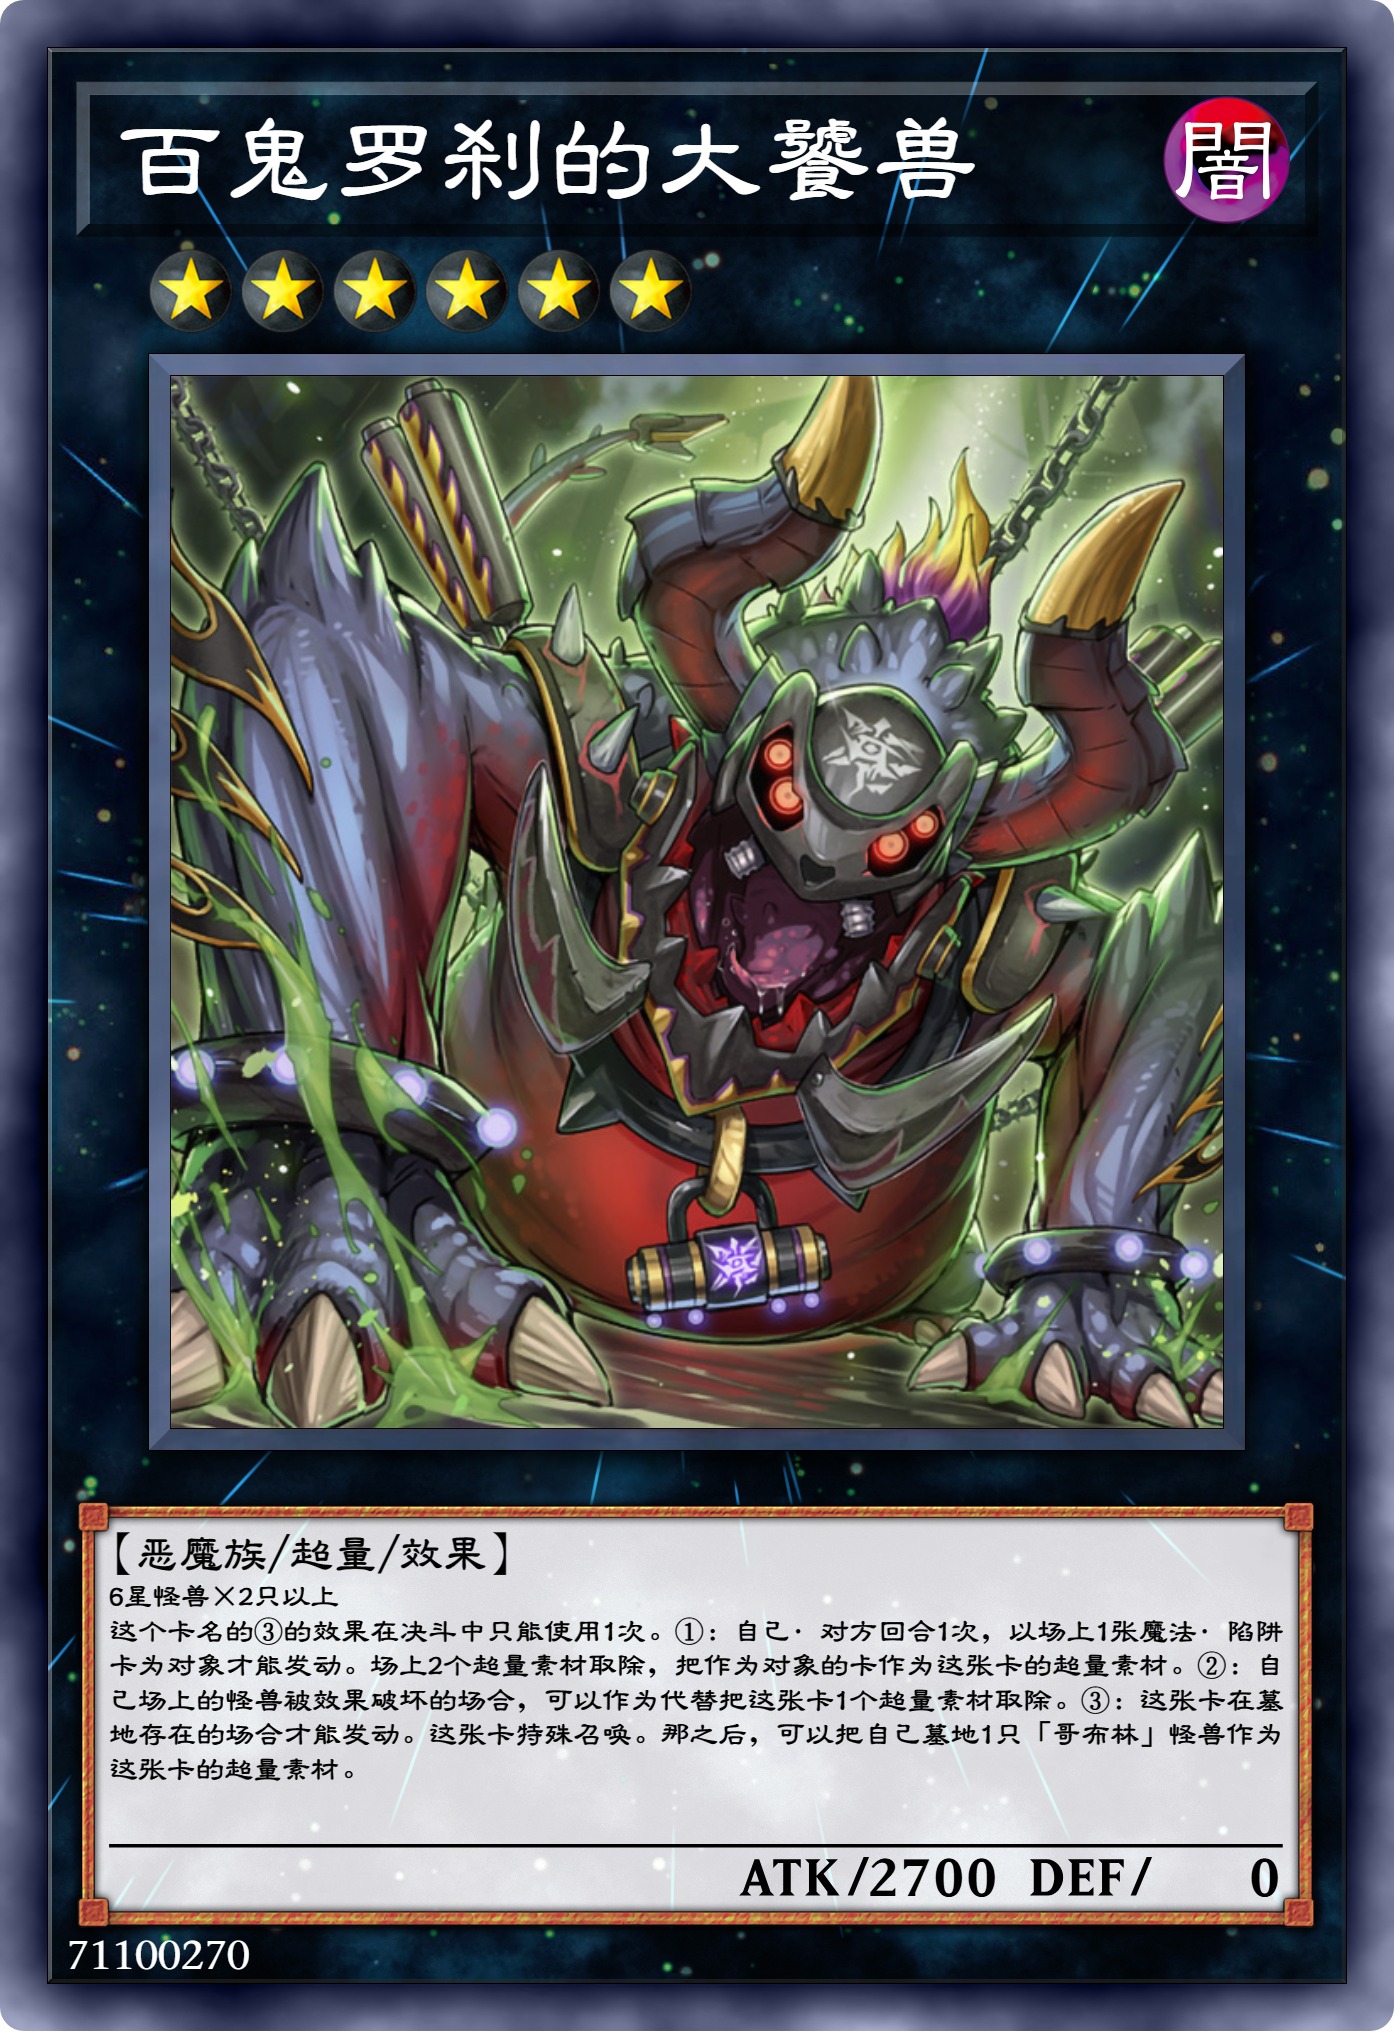 百鬼罗刹的大饕兽
闇
【恶魔族/超量/效果】
6星怪兽×2只以上
这个卡名的③的效果在决斗中只能使用1次。①：自己·对方回合1次，以场上1张魔法·陷阱
卡为对象才能发动。场上2个超量素材取除，把作为对象的卡作为这张卡的超量素材。②：自
己场上的怪兽被效果破坏的场合，可以作为代替把这张卡1个超量素材取除。③：这张卡在墓
地存在的场合才能发动。这张卡特殊召唤。那之后，可以把自己墓地1只「哥布林」怪兽作为
这张卡的超量素材。
ATK/2700 DEF/ 0
71100270